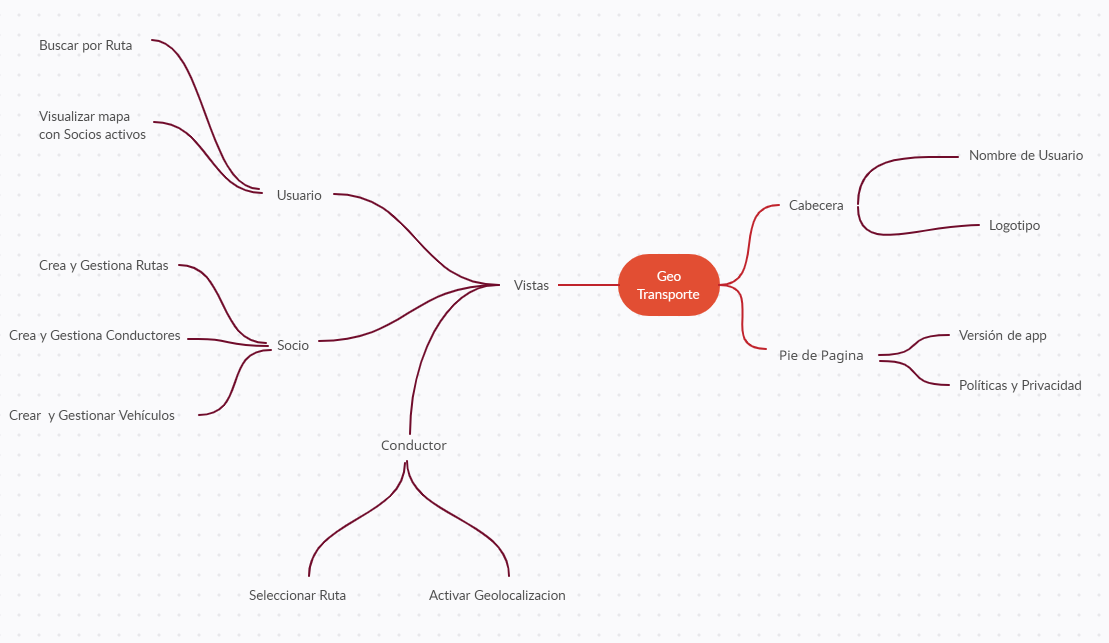 Buscar por Ruta
Visualizar mapa
con Socios activos
Usuario
Crea y Gestiona Rutas
Crea y Gestiona Conductores
Socio
Crear  y Gestionar Vehículos
Conductor
Seleccionar Ruta
Activar Geolocalizacion
Vistas
Geo
Transporte
Cabecera
Nombre de Usuario
Logotipo
Pie de Pagina
Versión de app
Políticas y Privacidad